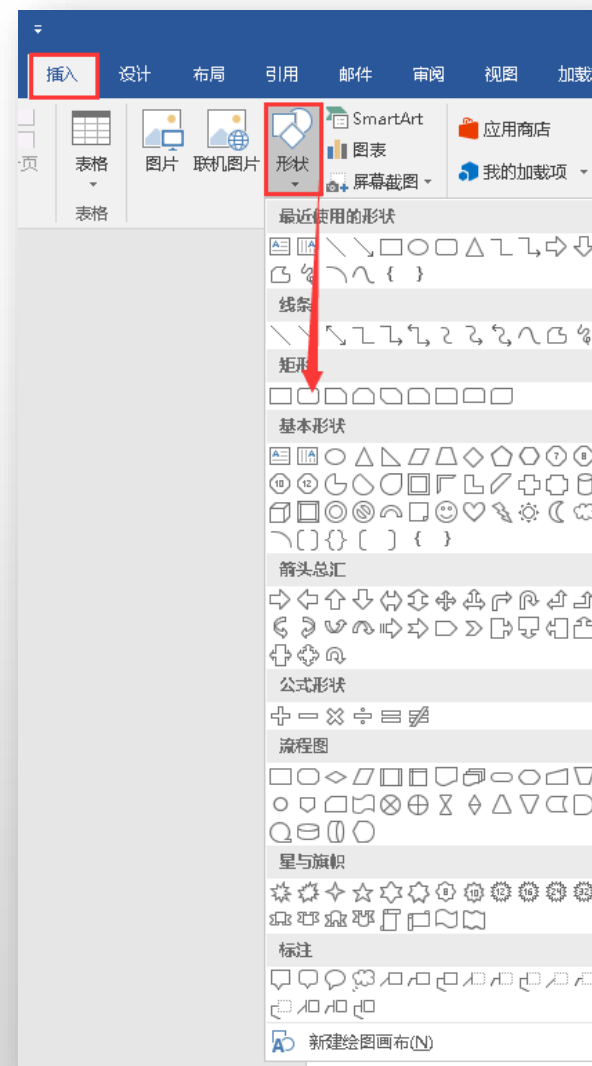 插入 设计 布局 引用 邮件 审阅 视图 加载
SmartArt
应用商店
页 表格 图片 联机图片 形状 图表
我的加载项
屏幕截图
表格
最近使用的形状
线条
矩形
基本形状
箭头总汇
公式形状
流程图
星与旗帜
标注
新建绘图画布(N)